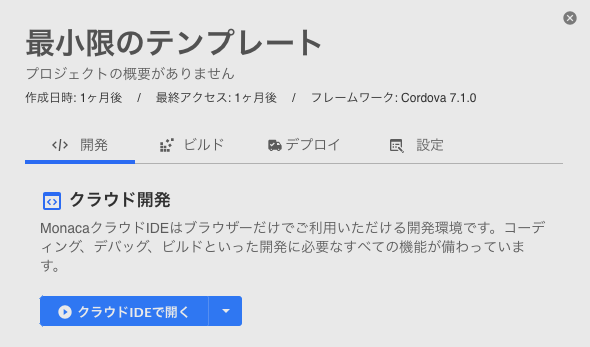 最小限のテンプレート
プロジェクトの概要がありません
作成日時: 1ヶ月後 / 最終アクセス: 1ヶ月後 / フレームワーク: Cordova 7.1.0
開発 ビルド デプロイ 設定
クラウド開発
MonacaクラウドIDEはブラウザーだけでご利用いただける開発環境です。コーデ
ィング、デバッグ、ビルドといった開発に必要なすべての機能が備わっていま
す。
クラウドIDEで開く